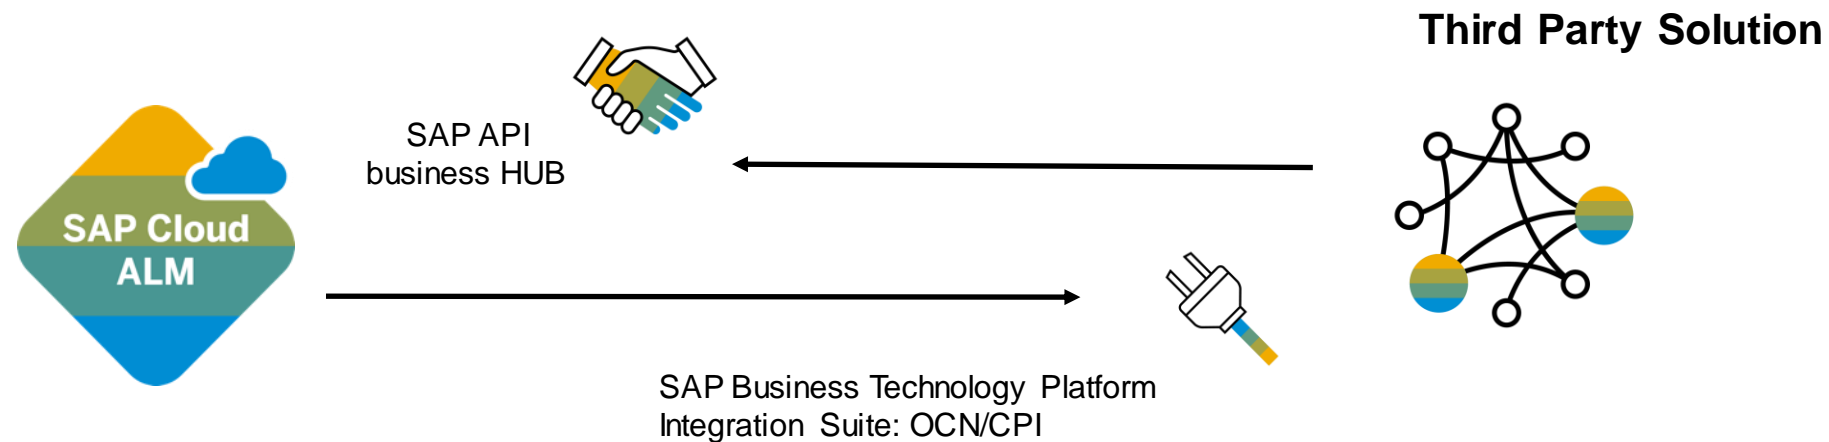 Third Party Solution
SAP API
business HUB
SAP Cloud
ALM
SAP Business Technology Platform
Integration Suite: OCN/CPI